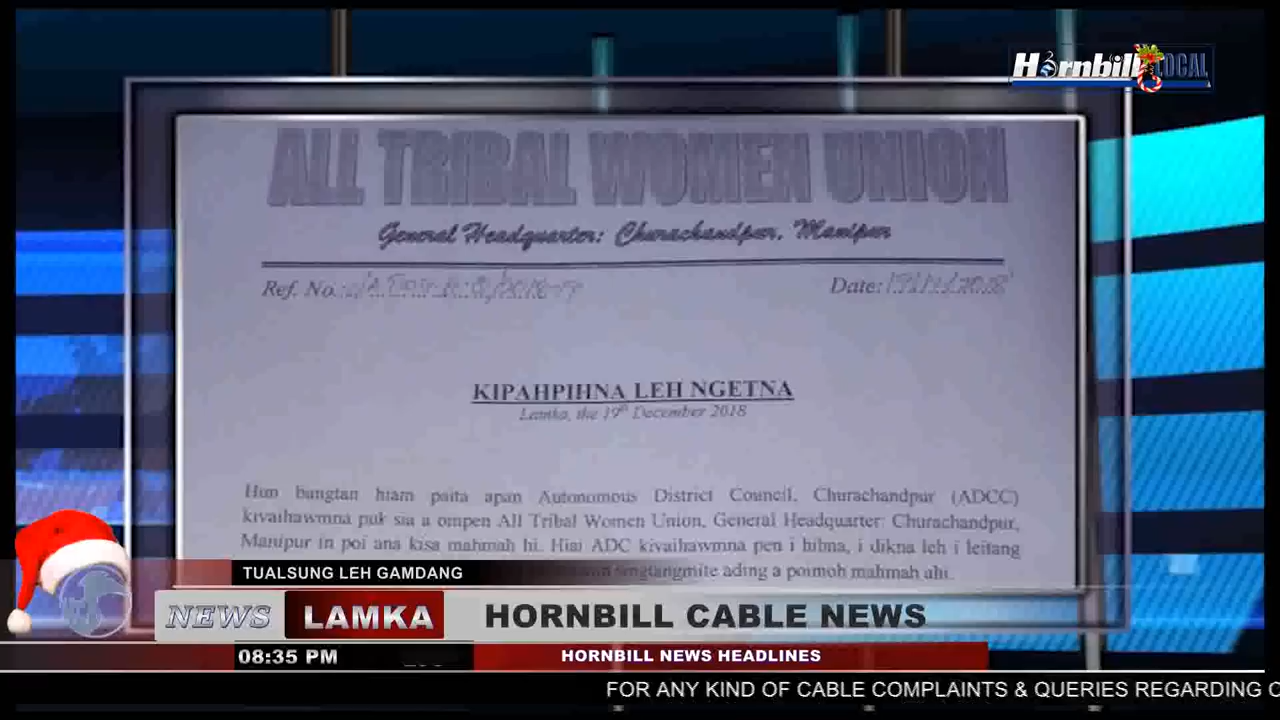 Hornbill LOCAL
ALL TRIBAL WOMEN UNION
General Headquarter: Churachandpur, Manipur
Ref. No.: Date:
KIPAHPIHNA LEH NGETNA
Lamka, the 19th December 2018
Hun bangtan hiam paita apan Autonomous District Council, Churachandpur (ADCC)
kivaihawmna puk sia a ompen All Tribal Women Union, General Headquarter: Churachandpur,
Manipur in poi ana kisa mahmah hi. Hiai ADC kivaihawmna pen i hihna, i dikna leh i leitang
singtangmite ading a poimoh mahmah ahi.
TUALSUNG LEH GAMDANG
NEWS LAMKA HORNBILL CABLE NEWS
08:35 PM HORNBILL NEWS HEADLINES
FOR ANY KIND OF CABLE COMPLAINTS & QUERIES REGARDING